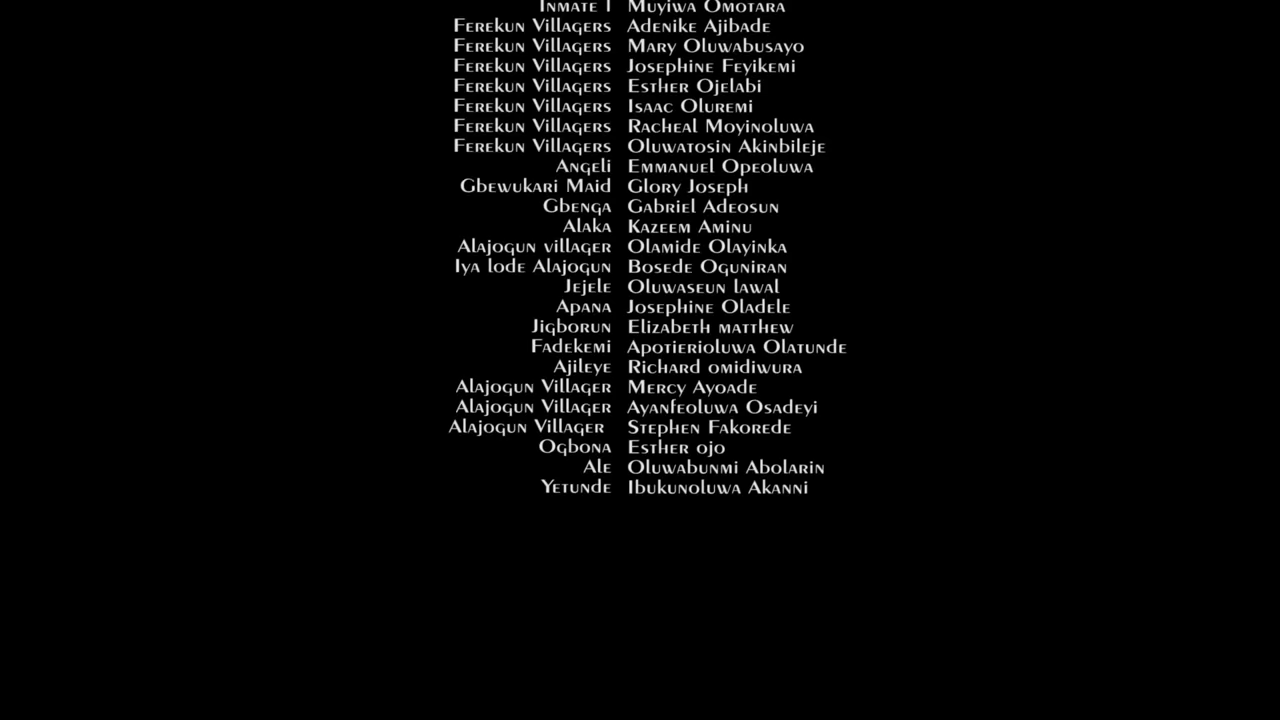 Inmate 1 Muyiwa Omotara
Ferekun Villagers Adenike Ajibade
Ferekun Villagers Mary Oluwabusayo
Ferekun Villagers Josephine Feyikemi
Ferekun Villagers Esther Ojelabi
Ferekun Villagers Isaac Oluremi
Ferekun Villagers Racheal Moyinoluwa
Ferekun Villagers Oluwatosin Akinbileje
Angeli Emmanuel Opeoluwa
Gbewukari Maid Glory Joseph
Gbenga Gabriel Adeosun
Alaka Kazeem Aminu
Alajogun villager Olamide Olayinka
Iya lode Alajogun Bosede Oguniran
Jejele Oluwaseun lawal
Apana Josephine Oladele
Jigborun Elizabeth matthew
Fadekemi Apotierioluwa Olatunde
Ajileye Richard omidiwura
Alajogun Villager Mercy Ayoade
Alajogun Villager Ayanfeoluwa Osadeyi
Alajogun Villager Stephen Fakorede
Ogbona Esther ojo
Ale Oluwabunmi Abolarin
Yetunde Ibukunoluwa Akanni